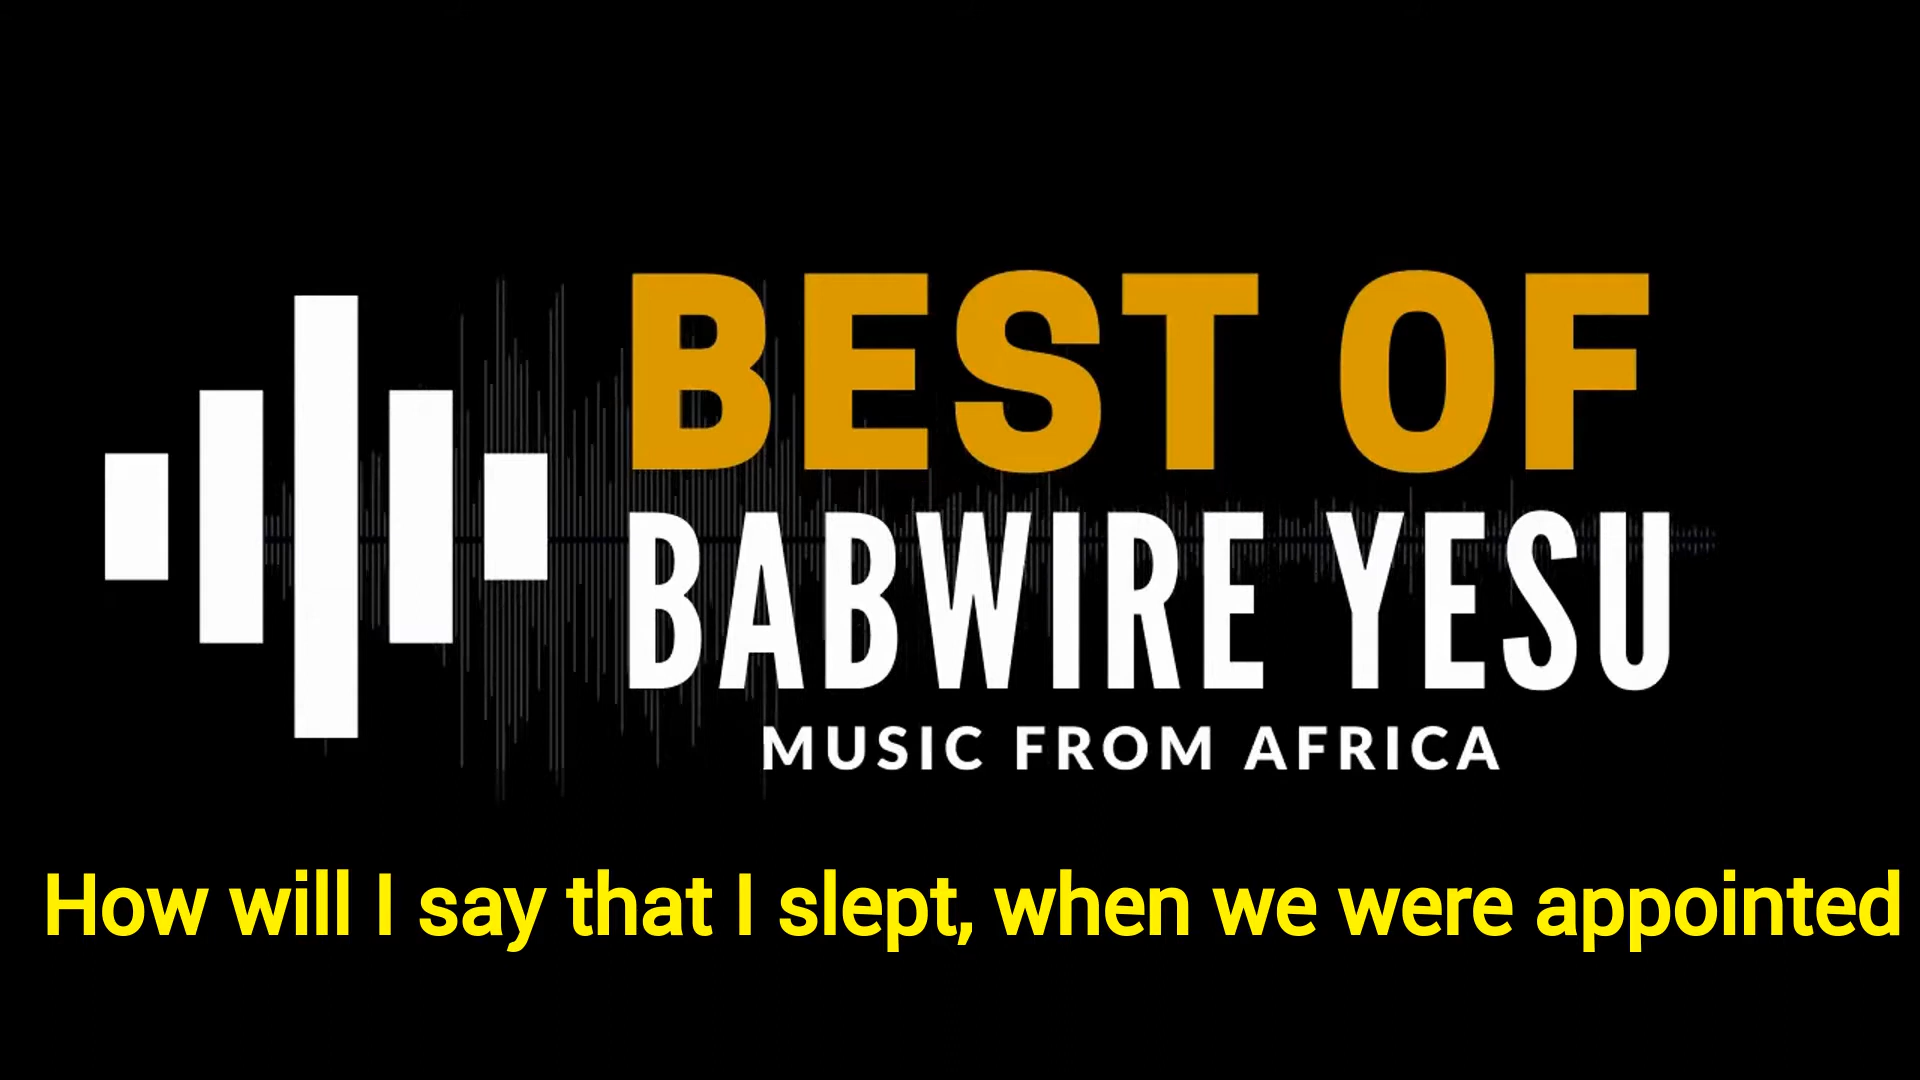 BEST OF
BABWIRE YESU
MUSIC FROM AFRICA
How will I say that I slept, when we were appointed